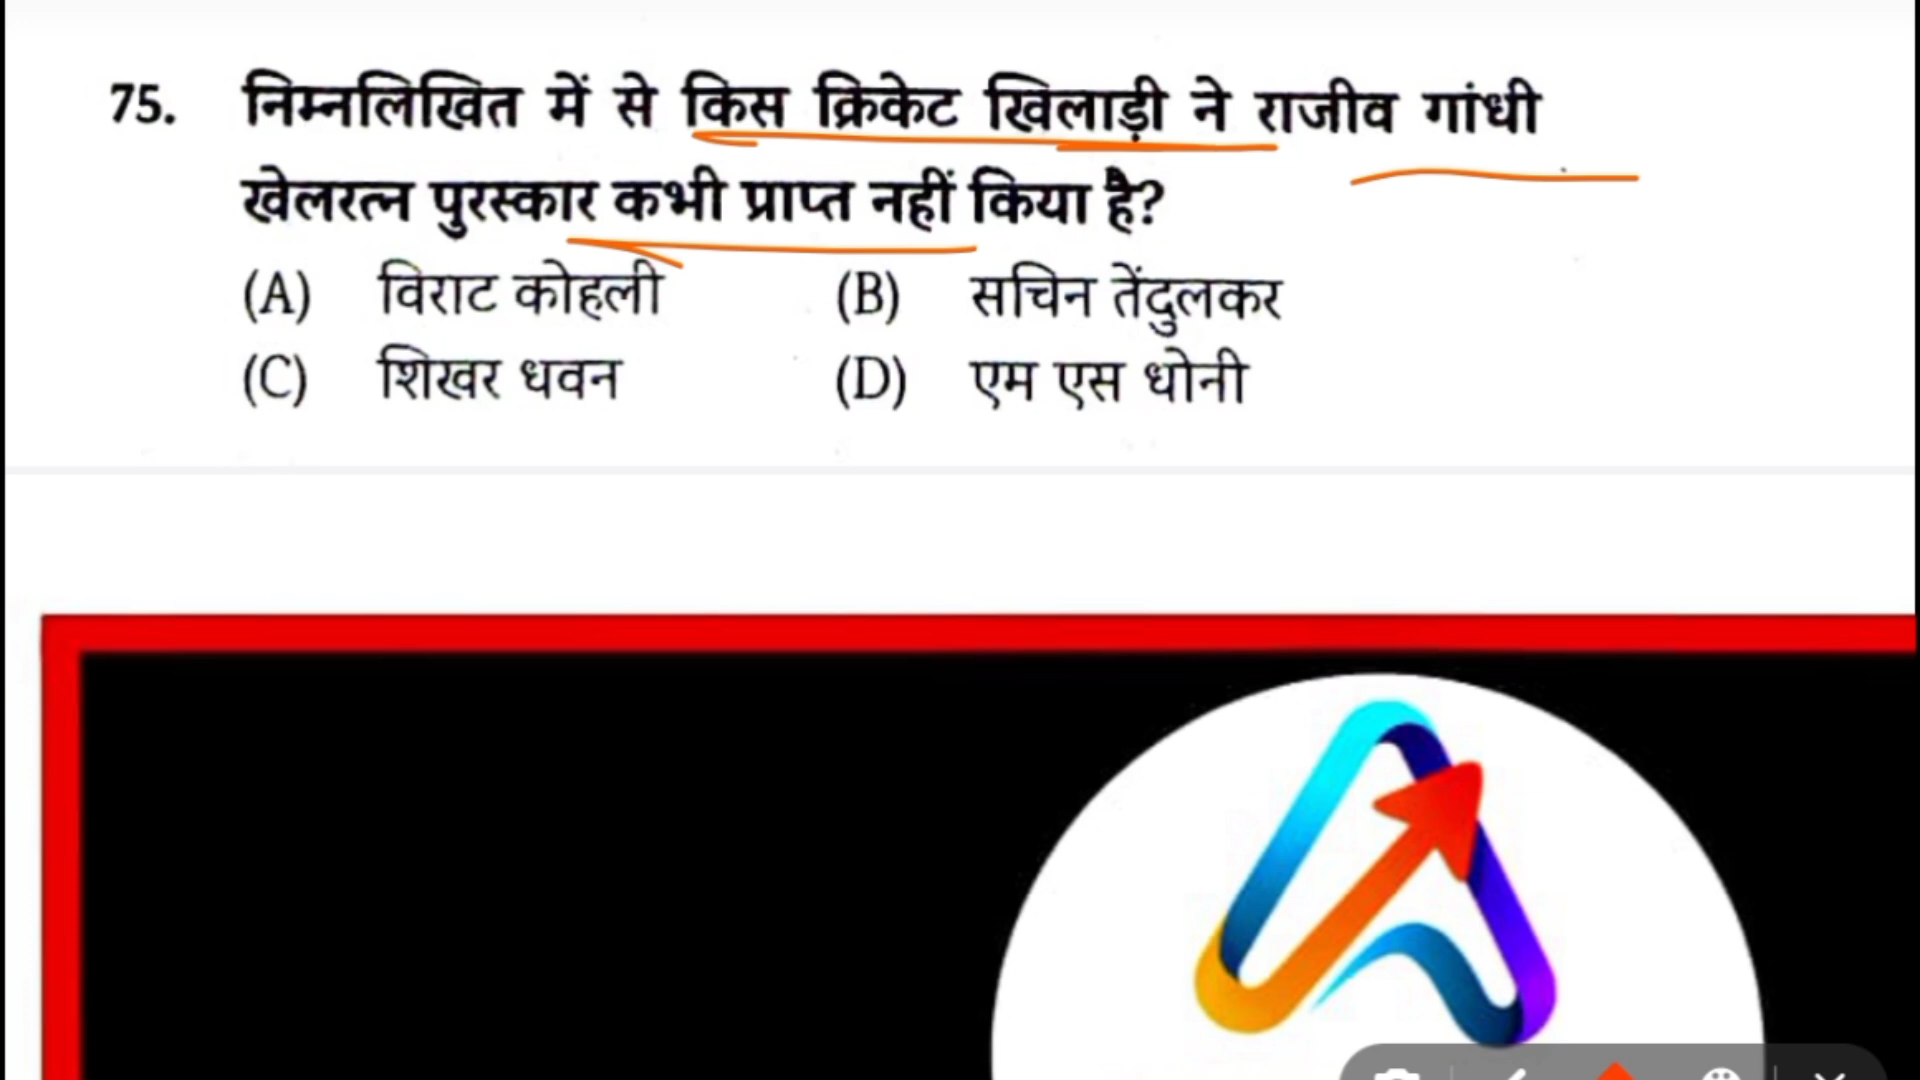 75. निम्नलिखित में से किस क्रिकेट खिलाड़ी ने राजीव गांधी
खेलरत्न पुरस्कार कभी प्राप्त नहीं किया है?
(A) विराट कोहली (B) सचिन तेंदुलकर
(C) शिखर धवन (D) एम एस धोनी